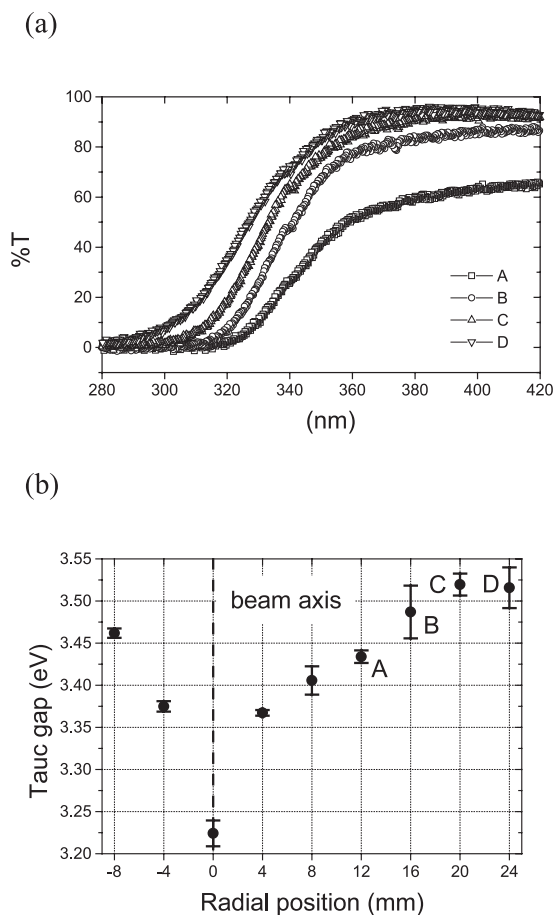 (a)
100
80
60
40
20
0
%T
A
B
C
D
280 300 320 340 360 380 400 420
(nm)
(b)
3.55
3.50
3.45
3.40
3.35
3.30
3.25
3.20
Tauc gap (eV)
beam axis
C D
B
A
-8 -4 0 4 8 12 16 20 24
Radial position (mm)